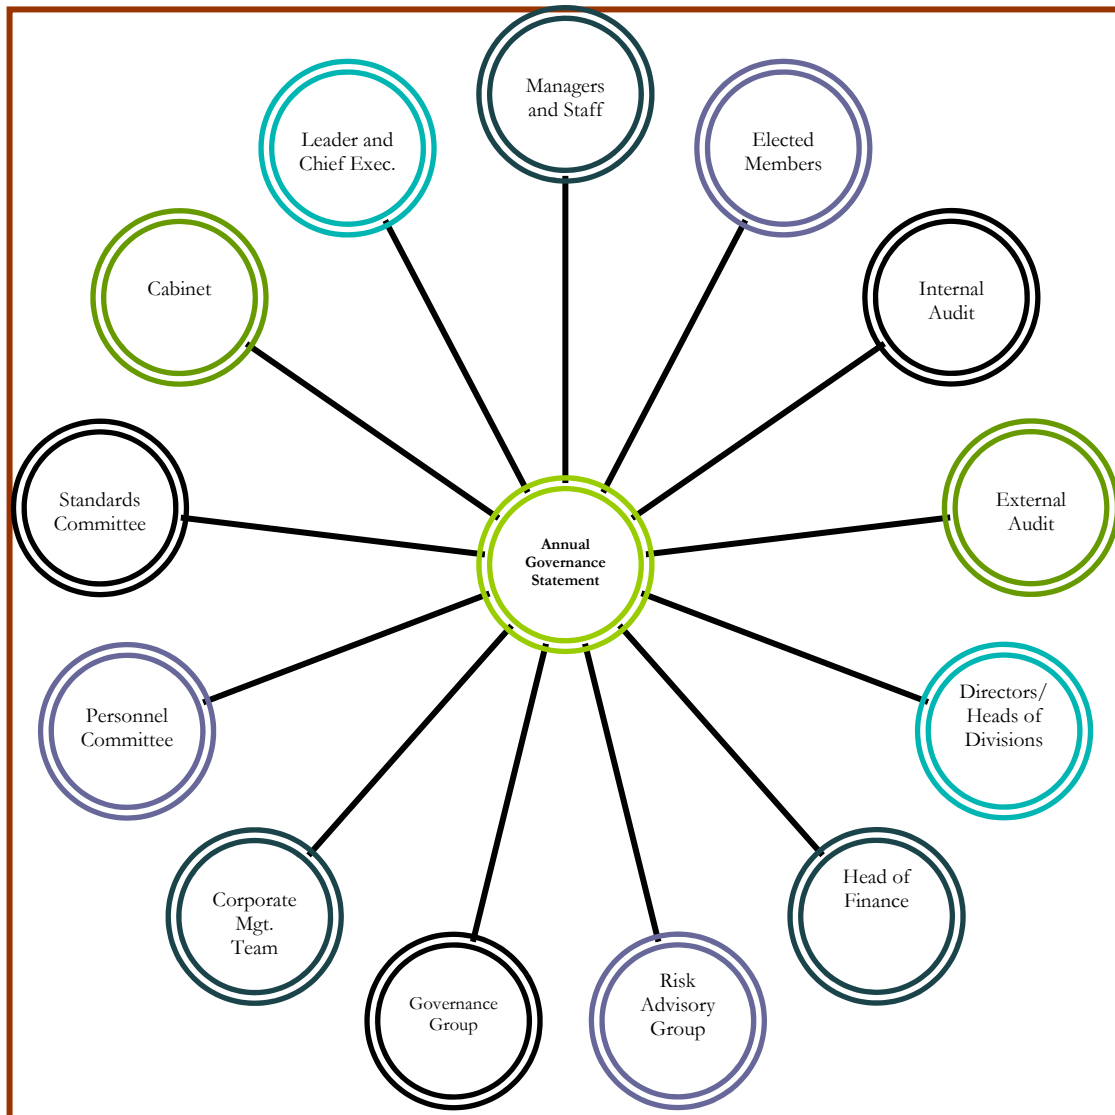 Managers
and Staff
Elected
Members
Internal
Audit
External
Audit
Directors/
Heads of
Divisions
Head of
Finance
Risk
Advisory
Group
Governance
Group
Corporate
Mgt.
Team
Personnel
Committee
Standards
Committee
Cabinet
Leader and
Chief Exec.
Annual
Governance
Statement